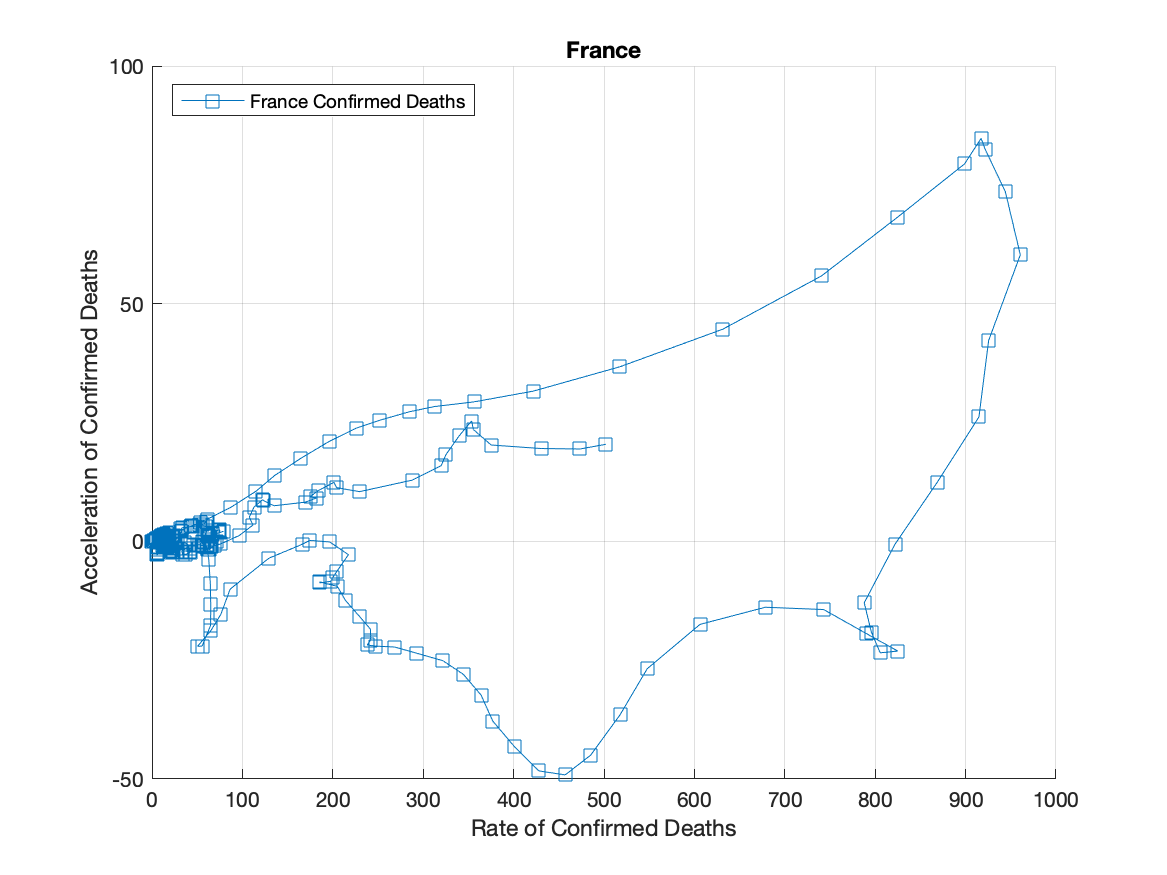 France
100
France Confirmed Deaths
50
0
-50
Acceleration of Confirmed Deaths
0 100 200 300 400 500 600 700 800 900 1000
Rate of Confirmed Deaths